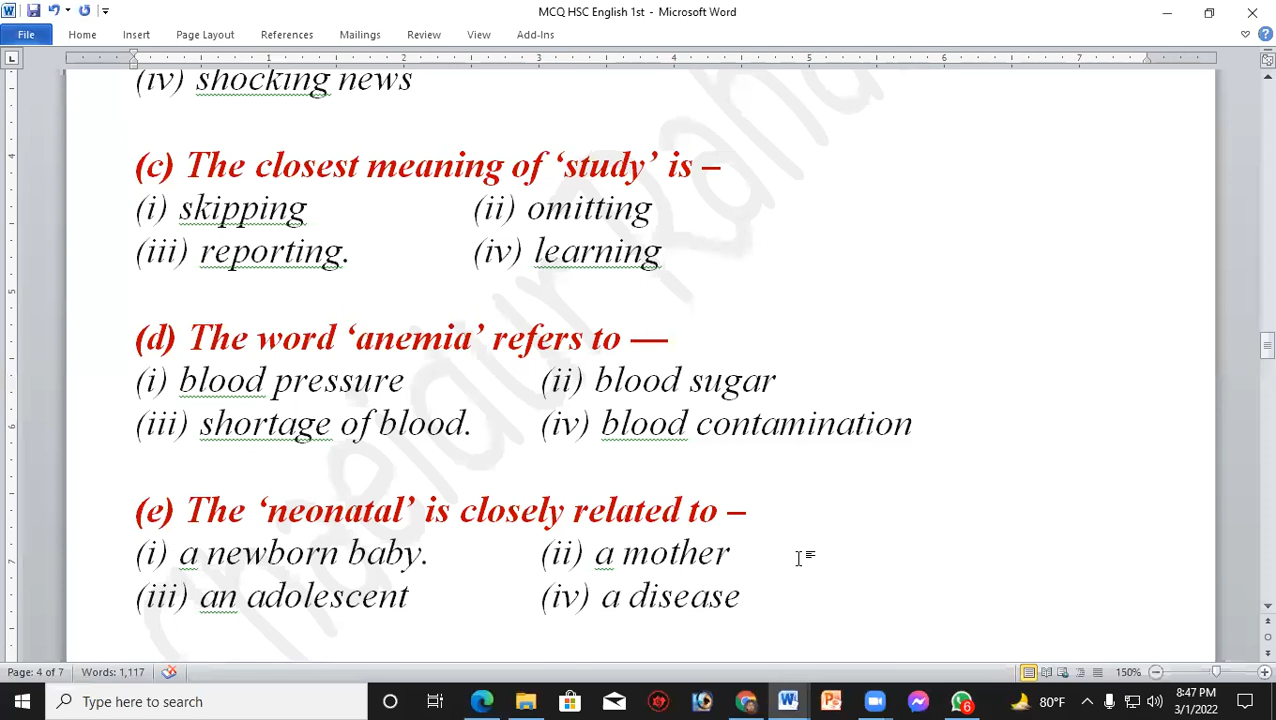 MCQ HSC English 1st - Microsoft Word
File Home Insert Page Layout References Mailings Review View Add-Ins
(iv) shocking news
(c) The closest meaning of ‘study’ is –
(i) skipping (ii) omitting
(iii) reporting. (iv) learning
(d) The word ‘anemia’ refers to —
(i) blood pressure (ii) blood sugar
(iii) shortage of blood. (iv) blood contamination
(e) The ‘neonatal’ is closely related to –
(i) a newborn baby. (ii) a mother
(iii) an adolescent (iv) a disease
Page: 4 of 7 Words: 1,117 150%
Type here to search 80°F 8:47 PM
3/1/2022